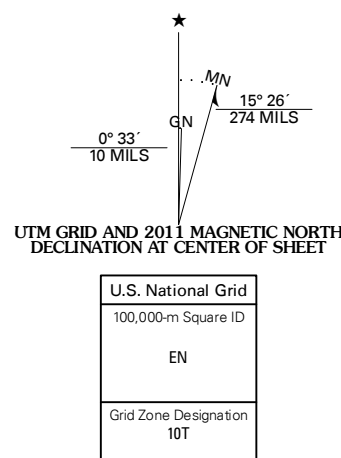 ★
MN
GN
15° 26´
274 MILS
0° 33´
10 MILS
UTM GRID AND 2011 MAGNETIC NORTH
DECLINATION AT CENTER OF SHEET
U.S. National Grid
100,000-m Square ID
EN
Grid Zone Designation
10T